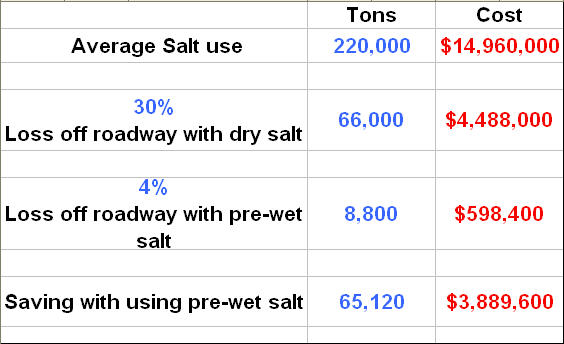 Tons Cost
Average Salt use 220,000 $14,960,000
30%
Loss off roadway with dry salt 66,000 $4,488,000
4%
Loss off roadway with pre-wet
salt 8,800 $598,400
Saving with using pre-wet salt 65,120 $3,889,600